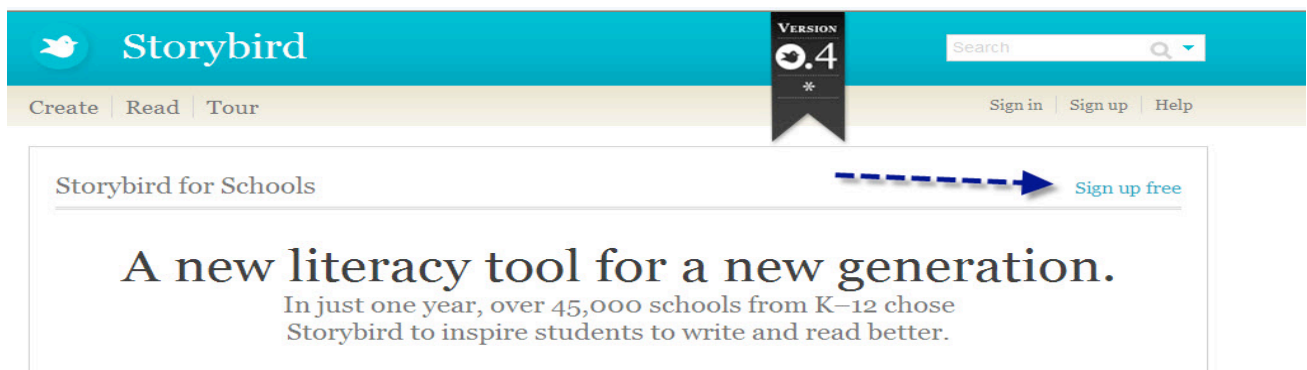 Storybird
VERSION
.4
*
Search
Create Read Tour
Sign in Sign up Help
Storybird for Schools
Sign up free
A new literacy tool for a new generation.
In just one year, over 45,000 schools from K–12 chose
Storybird to inspire students to write and read better.